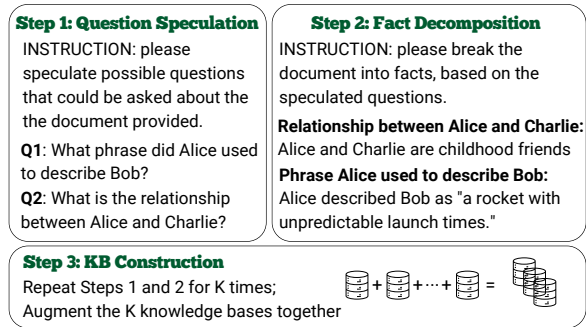 Step 1: Question Speculation
INSTRUCTION: please
speculate possible questions
that could be asked about the
the document provided.
Q1: What phrase did Alice used
to describe Bob?
Q2: What is the relationship
between Alice and Charlie?
Step 2: Fact Decomposition
INSTRUCTION: please break the
document into facts, based on the
speculated questions.
Relationship between Alice and Charlie:
Alice and Charlie are childhood friends
Phrase Alice used to describe Bob:
Alice described Bob as "a rocket with
unpredictable launch times."
Step 3: KB Construction
Repeat Steps 1 and 2 for K times;
Augment the K knowledge bases together
+ + ··· + =